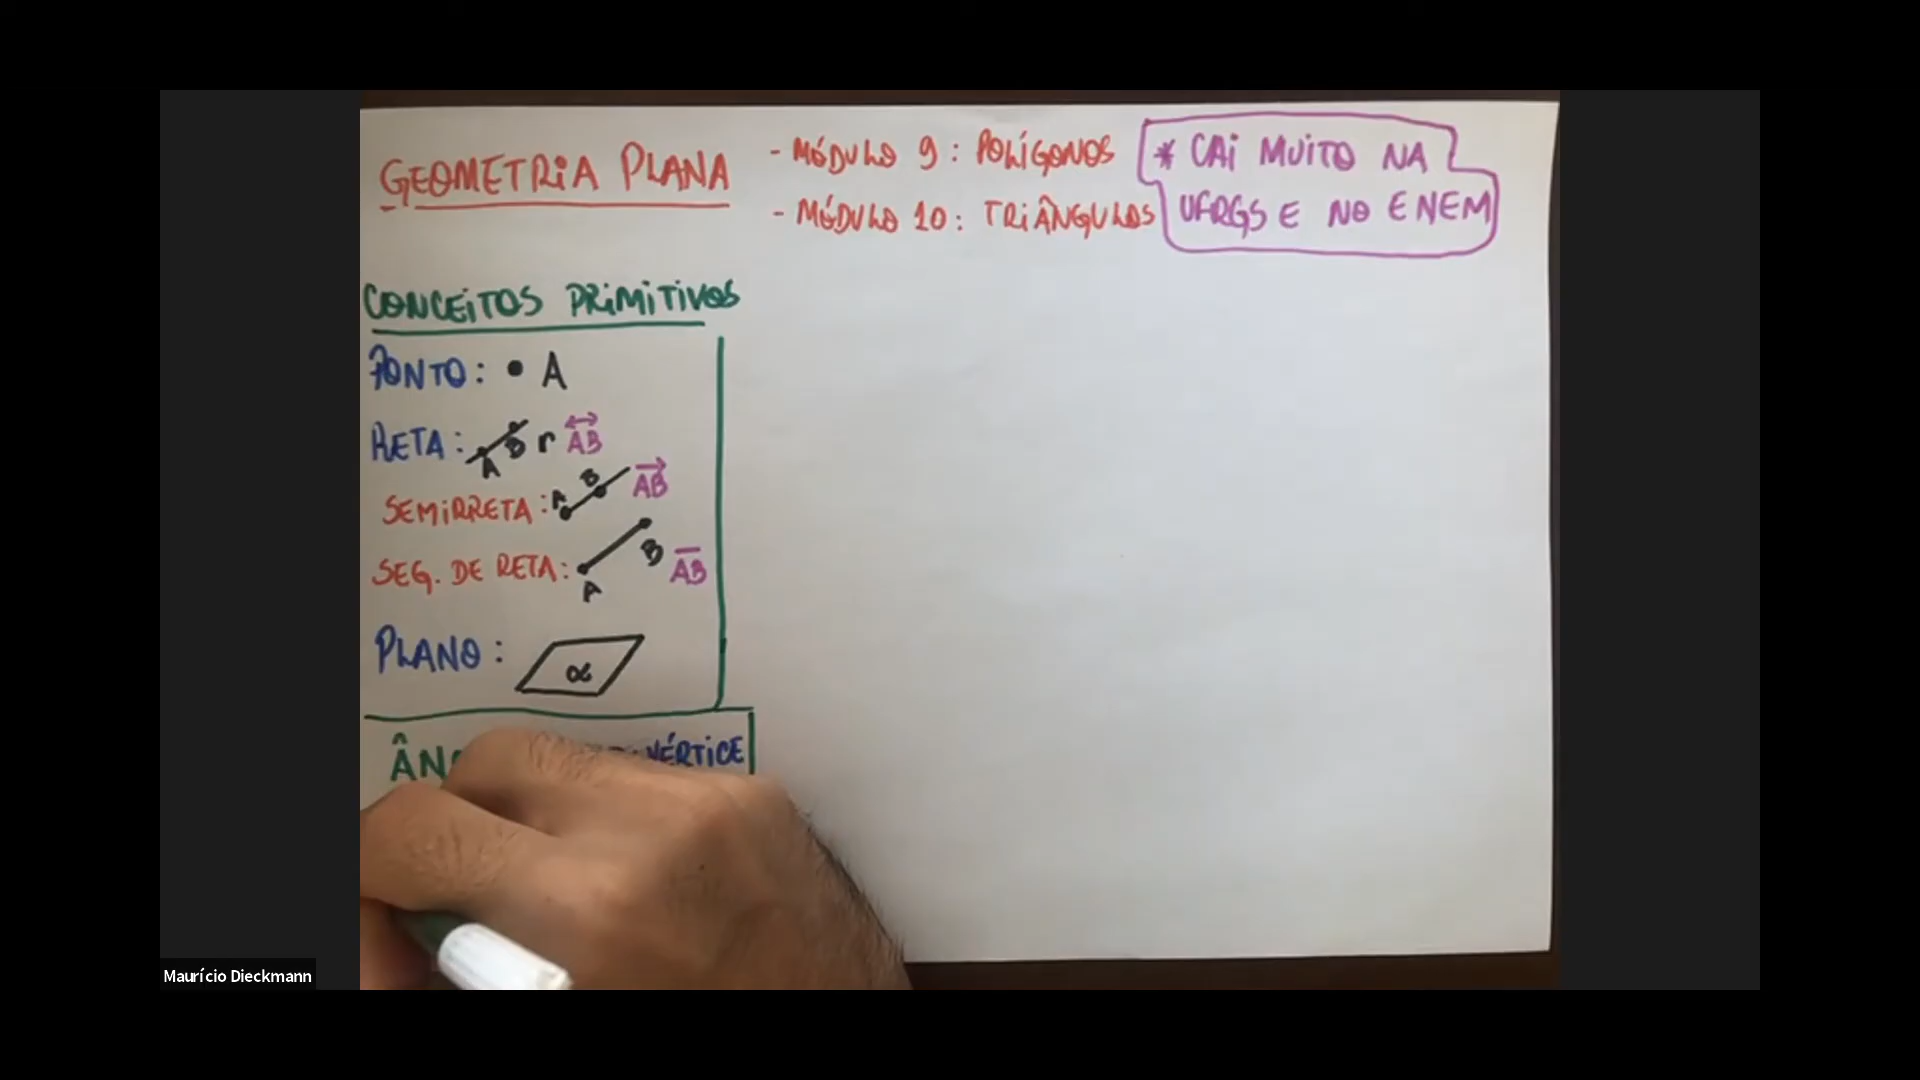 GEOMETRIA PLANA
- MÓDULO 9: POLÍGONOS
- MÓDULO 10: TRIÂNGULOS
* CAI MUITO NA
UFRGS E NO ENEM
CONCEITOS PRIMITIVOS
PONTO: • A
RETA: A B r AB
SEMIRRETA: A B AB
SEG. DE RETA: A B AB
PLANO: α
VÉRTICE
Maurício Dieckmann